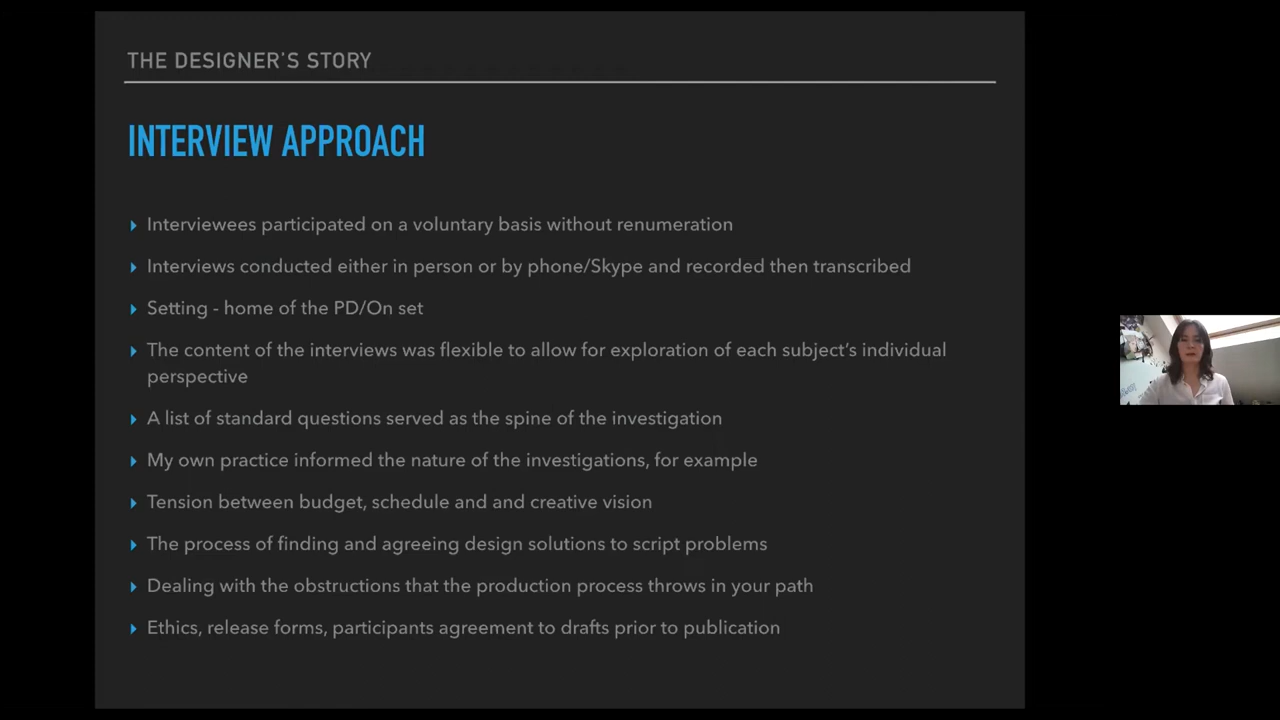 THE DESIGNER'S STORY
INTERVIEW APPROACH
Interviewees participated on a voluntary basis without renumeration
Interviews conducted either in person or by phone/Skype and recorded then transcribed
Setting - home of the PD/On set
The content of the interviews was flexible to allow for exploration of each subject's individual
perspective
A list of standard questions served as the spine of the investigation
My own practice informed the nature of the investigations, for example
Tension between budget, schedule and and creative vision
The process of finding and agreeing design solutions to script problems
Dealing with the obstructions that the production process throws in your path
Ethics, release forms, participants agreement to drafts prior to publication